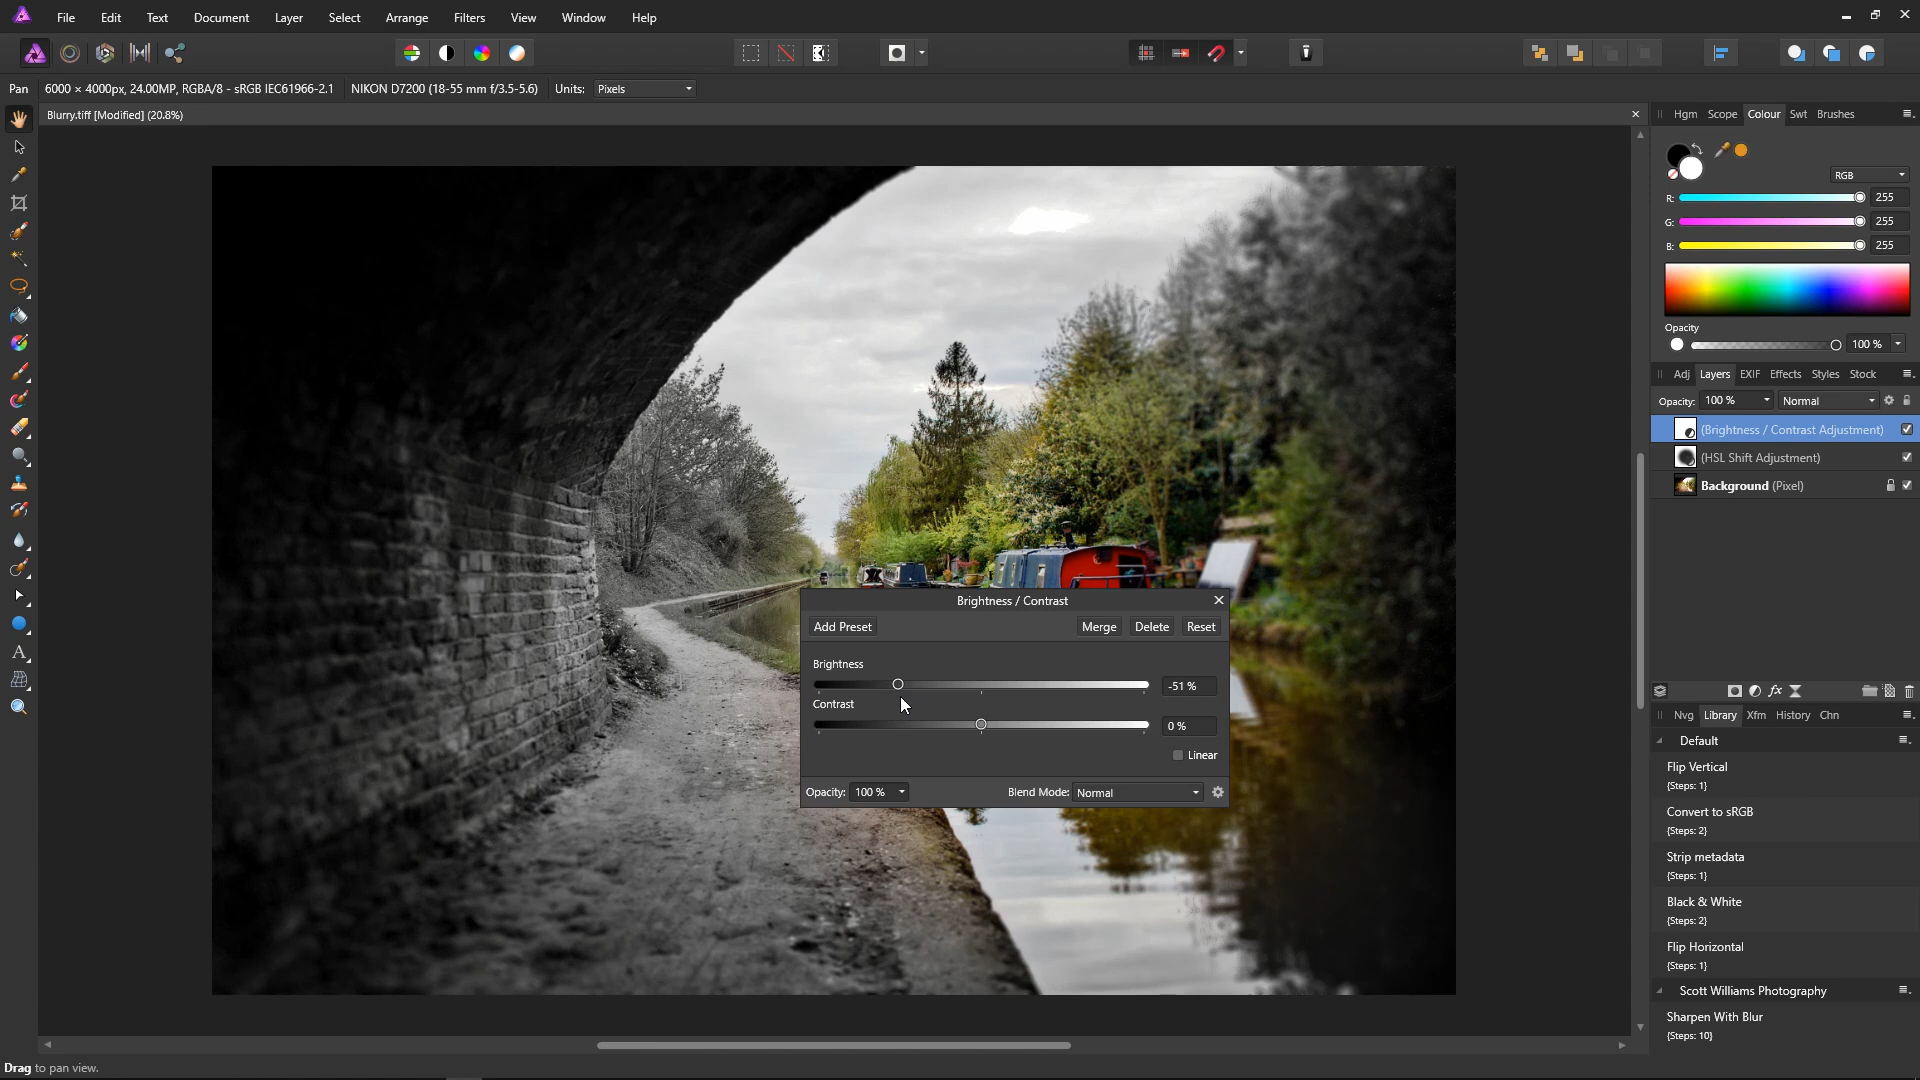 File Edit Text Document Layer Select Arrange Filters View Window Help
Pan 6000 × 4000px, 24.00MP, RGBA/8 - sRGB IEC61966-2.1 NIKON D7200 (18-55 mm f/3.5-5.6) Units: Pixels
Blurry.tiff [Modified] (20.8%)
Hgm Scope Colour Swt Brushes
RGB
R: 255
G: 255
B: 255
Opacity
100 %
Adj Layers EXIF Effects Styles Stock
Opacity: 100 % Normal
(Brightness / Contrast Adjustment)
(HSL Shift Adjustment)
Background (Pixel)
Brightness / Contrast
Add Preset Merge Delete Reset
Brightness
-51 %
Contrast
0 %
Linear
Opacity: 100 % Blend Mode: Normal
Nvg Library Xfm History Chn
Default
Flip Vertical
{Steps: 1}
Convert to sRGB
{Steps: 2}
Strip metadata
{Steps: 1}
Black & White
{Steps: 2}
Flip Horizontal
{Steps: 1}
Scott Williams Photography
Sharpen With Blur
{Steps: 10}
Drag to pan view.